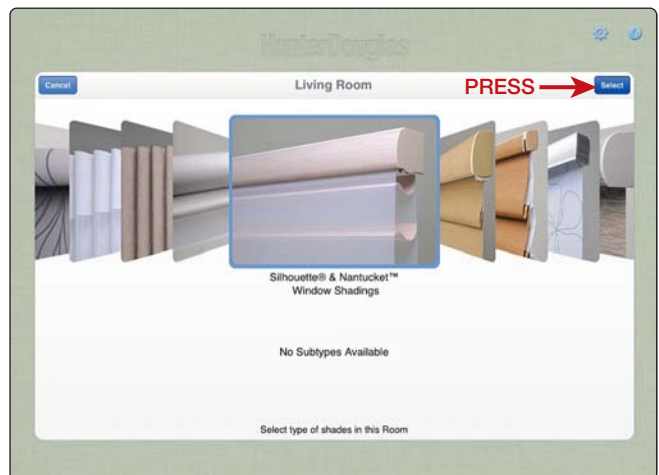 HunterDouglas
Cancel
Living Room
PRESS
Select
Silhouette® & Nantucket™
Window Shadings
No Subtypes Available
Select type of shades in this Room